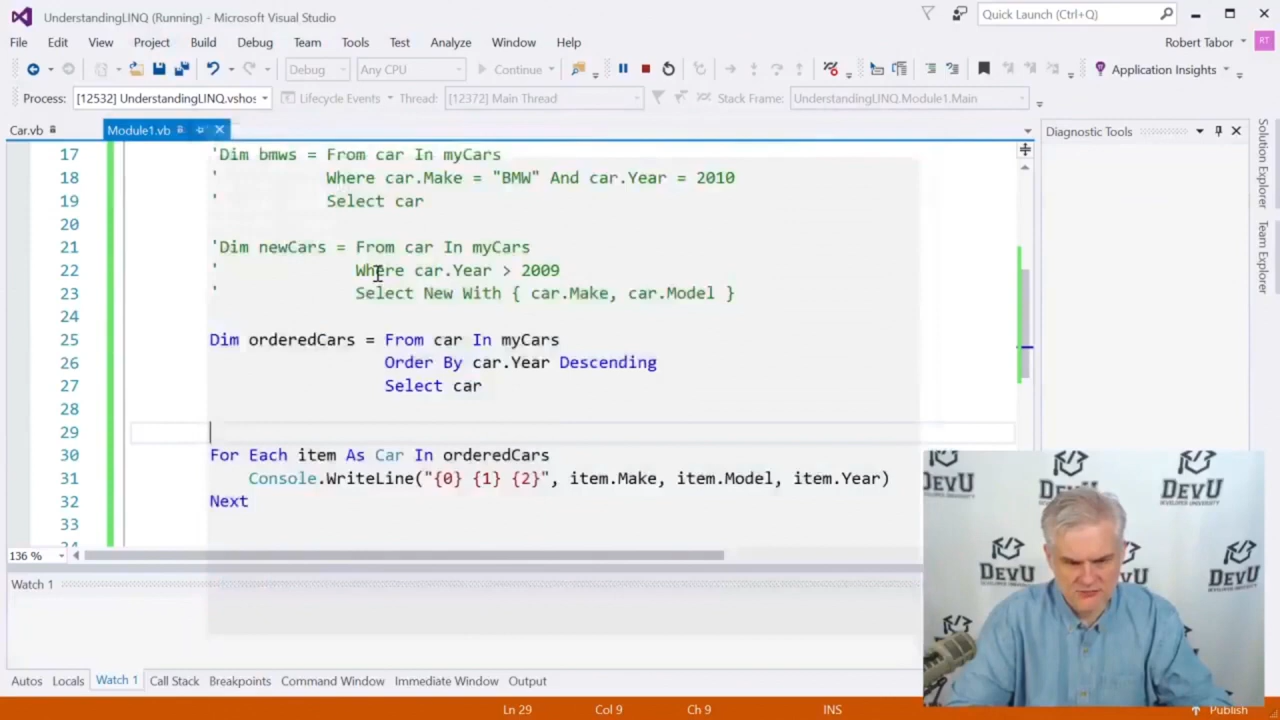 UnderstandingLINQ (Running) - Microsoft Visual Studio
Quick Launch (Ctrl+Q)
File Edit View Project Build Debug Team Tools Test Analyze Window Help
Robert Tabor RT
Debug Any CPU Continue Application Insights
Process: [12532] UnderstandingLINQ.vshos Lifecycle Events Thread: [12372] Main Thread Stack Frame: UnderstandingLINQ.Module1.Main
Car.vb Module1.vb Diagnostic Tools
17 'Dim bmws = From car In myCars
18 ' Where car.Make = "BMW" And car.Year = 2010
19 ' Select car
20
21 'Dim newCars = From car In myCars
22 ' Where car.Year > 2009
23 ' Select New With { car.Make, car.Model }
24
25 Dim orderedCars = From car In myCars
26 Order By car.Year Descending
27 Select car
28
29
30 For Each item As Car In orderedCars
31 Console.WriteLine("{0} {1} {2}", item.Make, item.Model, item.Year)
32 Next
33
136 %
Watch 1
Autos Locals Watch 1 Call Stack Breakpoints Command Window Immediate Window Output
Ln 29 Col 9 Ch 9 INS Publish
Solution Explorer
Team Explorer
DEVU
DEVU
DEVU
DEVU
DEVU